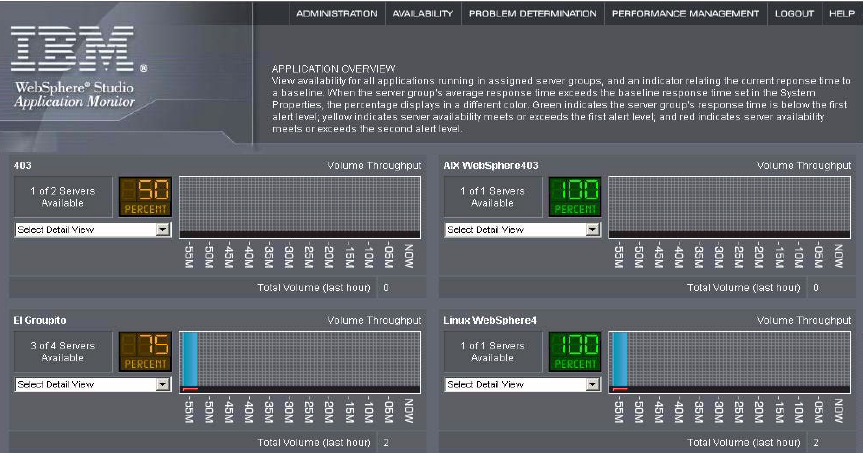 ADMINISTRATION AVAILABILITY PROBLEM DETERMINATION PERFORMANCE MANAGEMENT LOGOUT HELP
IBM®
WebSphere® Studio
Application Monitor
APPLICATION OVERVIEW
View availability for all applications running in assigned server groups, and an indicator relating the current reponse time to
a baseline. When the server group's average response time exceeds the baseline response time set in the System
Properties, the percentage displays in a different color. Green indicates the server group's response time is below the first
alert level; yellow indicates server availability meets or exceeds the first alert level; and red indicates server availability
meets or exceeds the second alert level.
403 Volume Throughput
1 of 2 Servers
Available
50
PERCENT
Select Detail View
-55M -50M -45M -40M -35M -30M -25M -20M -15M -10M -05M NOW
Total Volume (last hour) 0
AIX WebSphere403 Volume Throughput
1 of 1 Servers
Available
100
PERCENT
Select Detail View
-55M -50M -45M -40M -35M -30M -25M -20M -15M -10M -05M NOW
Total Volume (last hour) 0
El Groupito Volume Throughput
3 of 4 Servers
Available
75
PERCENT
Select Detail View
-55M -50M -45M -40M -35M -30M -25M -20M -15M -10M -05M NOW
Total Volume (last hour) 2
Linux WebSphere4 Volume Throughput
1 of 1 Servers
Available
100
PERCENT
Select Detail View
-55M -50M -45M -40M -35M -30M -25M -20M -15M -10M -05M NOW
Total Volume (last hour) 2